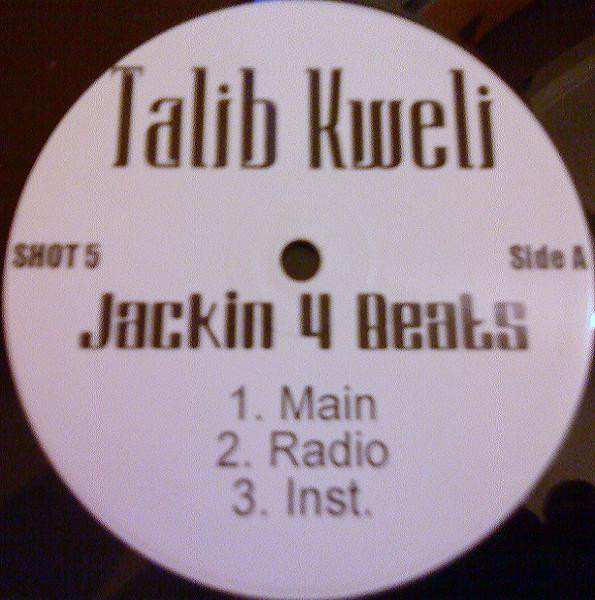 Talib Kweli
SHOT 5
Side A
Jackin 4 Beats
1. Main
2. Radio
3. Inst.